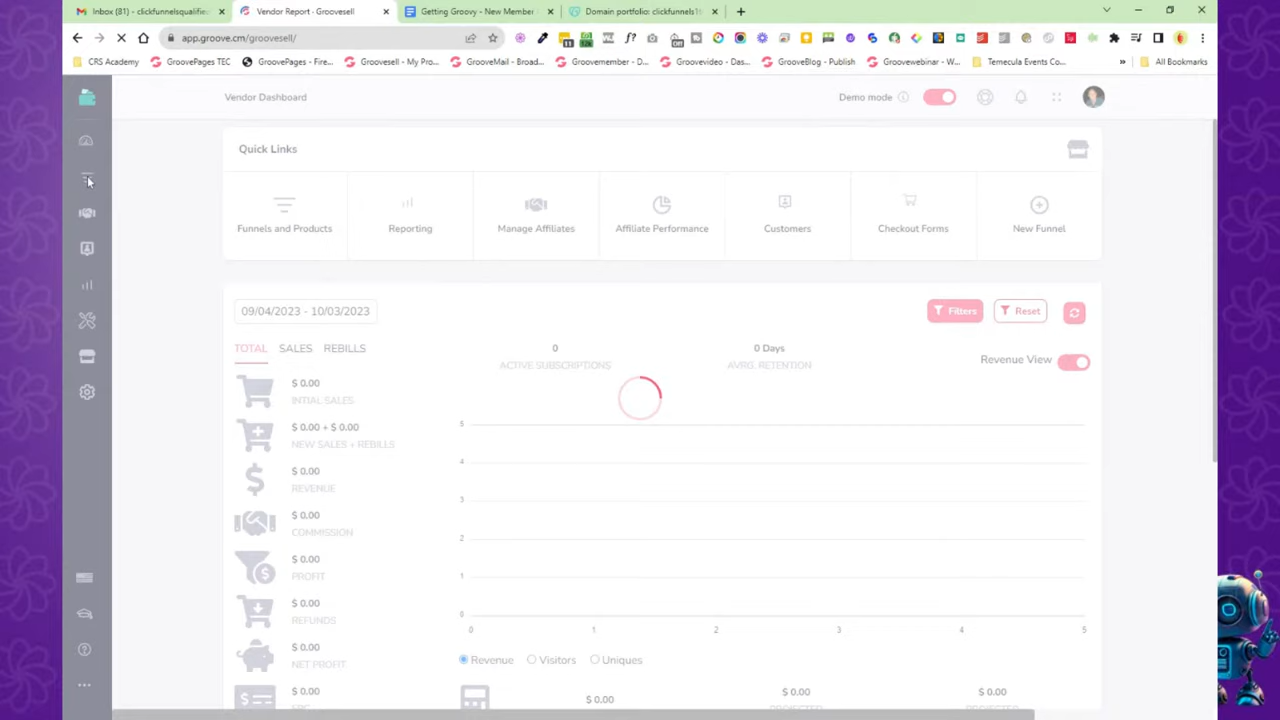 Inbox (81) - clickfunnelsqualifie
Vendor Report - Groovesell
Getting Groovy - New Member
Domain portfolio: clickfunnels1
app.groove.cm/groovesell/
CRS Academy
GroovePages TEC
GroovePages - Fire...
Groovesell - My Pro...
GrooveMail - Broad...
Groovemember - D...
Groovevideo - Das...
GrooveBlog - Publish
Groovewebinar - W...
Temecula Events Co...
»
All Bookmarks
Vendor Dashboard
Demo mode
Quick Links
Funnels and Products
Reporting
Manage Affiliates
Affiliate Performance
Customers
Checkout Forms
New Funnel
09/04/2023 - 10/03/2023
Filters
Reset
TOTAL
SALES
REBILLS
0
ACTIVE SUBSCRIPTIONS
0 Days
AVRG. RETENTION
Revenue View
$ 0.00
INTIAL SALES
$ 0.00 + $ 0.00
NEW SALES + REBILLS
$ 0.00
REVENUE
$ 0.00
COMMISSION
$ 0.00
PROFIT
$ 0.00
REFUNDS
$ 0.00
NET PROFIT
$ 0.00
5
4
3
2
1
0
0 1 2 3 4 5
Revenue
Visitors
Uniques
$ 0.00
$ 0.00
$ 0.00